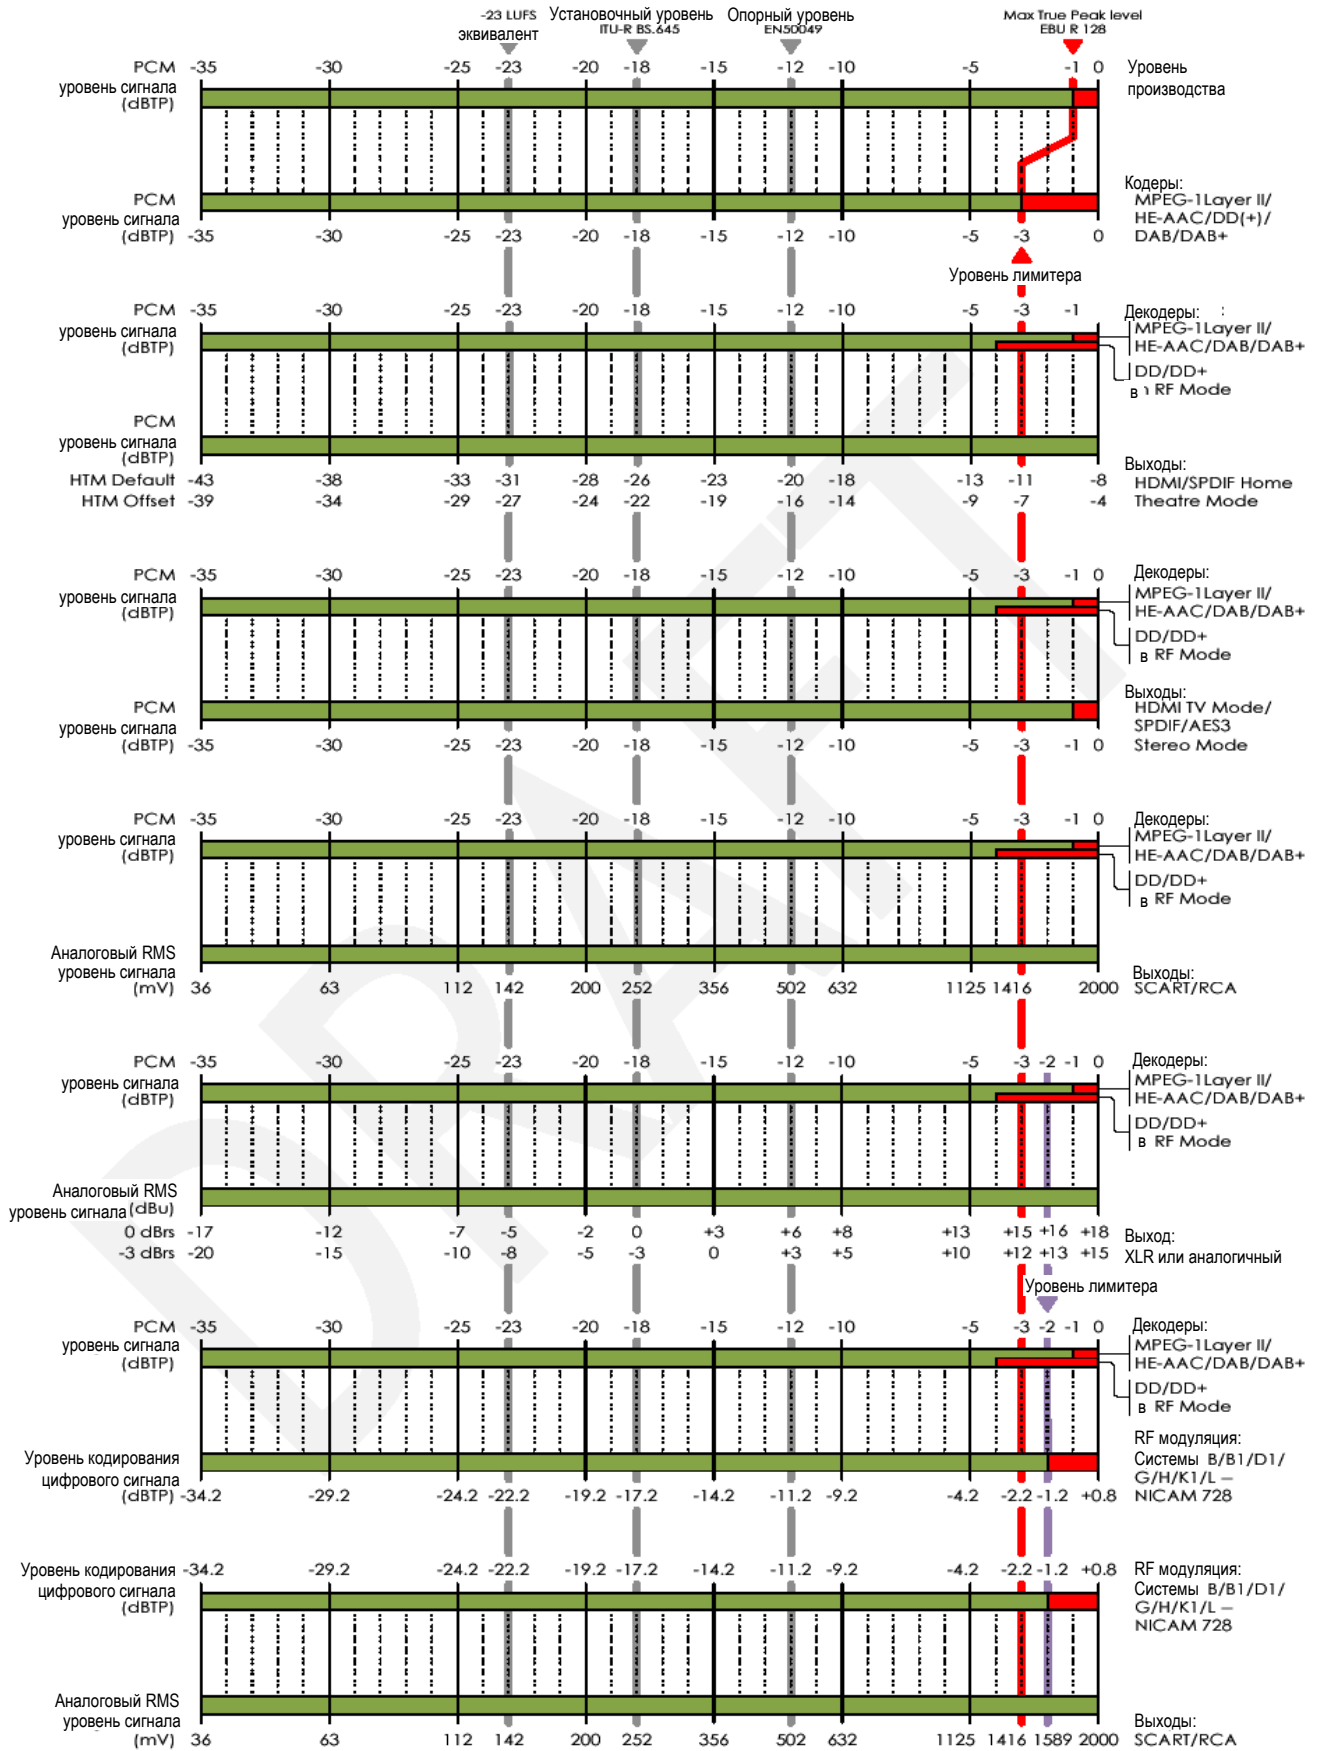 -23 LUFS
эквивалент
Установочный уровень
ITU-R BS.645
Опорный уровень
EN50049
Max True Peak level
EBU R 128
PCM -35 -30 -25 -23 -20 -18 -15 -12 -10 -5 -1 0
уровень сигнала
(dBTP)
Уровень
производства
PCM
уровень сигнала
(dBTP) -35 -30 -25 -23 -20 -18 -15 -12 -10 -5 -3 0
Кодеры:
MPEG-1Layer II/
HE-AAC/DD(+)/
DAB/DAB+
Уровень лимитера
PCM -35 -30 -25 -23 -20 -18 -15 -12 -10 -5 -3 -1
уровень сигнала
(dBTP)
Декодеры: :
MPEG-1Layer II/
HE-AAC/DAB/DAB+
DD/DD+
в RF Mode
PCM
уровень сигнала
(dBTP)
HTM Default -43 -38 -33 -31 -28 -26 -23 -20 -18 -13 -11 -8
HTM Offset -39 -34 -29 -27 -24 -22 -19 -16 -14 -9 -7 -4
Выходы:
HDMI/SPDIF Home
Theatre Mode
PCM -35 -30 -25 -23 -20 -18 -15 -12 -10 -5 -3 -1 0
уровень сигнала
(dBTP)
Декодеры:
MPEG-1Layer II/
HE-AAC/DAB/DAB+
DD/DD+
в RF Mode
PCM
уровень сигнала
(dBTP) -35 -30 -25 -23 -20 -18 -15 -12 -10 -5 -3 -1 0
Выходы:
HDMI TV Mode/
SPDIF/AES3
Stereo Mode
PCM -35 -30 -25 -23 -20 -18 -15 -12 -10 -5 -3 -1 0
уровень сигнала
(dBTP)
Декодеры:
MPEG-1Layer II/
HE-AAC/DAB/DAB+
DD/DD+
в RF Mode
Аналоговый RMS
уровень сигнала
(mV) 36 63 112 142 200 252 356 502 632 1125 1416 2000
Выходы:
SCART/RCA
PCM -35 -30 -25 -23 -20 -18 -15 -12 -10 -5 -3 -2 -1 0
уровень сигнала
(dBTP)
Декодеры:
MPEG-1Layer II/
HE-AAC/DAB/DAB+
DD/DD+
в RF Mode
Аналоговый RMS
уровень сигнала (dBu)
0 dBrs -17 -12 -7 -5 -2 0 +3 +6 +8 +13 +15 +16 +18
-3 dBrs -20 -15 -10 -8 -5 -3 0 +3 +5 +10 +12 +13 +15
Выход:
XLR или аналогичный
Уровень лимитера
PCM -35 -30 -25 -23 -20 -18 -15 -12 -10 -5 -3 -2 -1 0
уровень сигнала
(dBTP)
Декодеры:
MPEG-1Layer II/
HE-AAC/DAB/DAB+
DD/DD+
в RF Mode
Уровень кодирования
цифрового сигнала
(dBTP) -34.2 -29.2 -24.2 -22.2 -19.2 -17.2 -14.2 -11.2 -9.2 -4.2 -2.2 -1.2 +0.8
RF модуляция:
Системы B/B1/D1/
G/H/K1/L –
NICAM 728
Уровень кодирования -34.2 -29.2 -24.2 -22.2 -19.2 -17.2 -14.2 -11.2 -9.2 -4.2 -2.2 -1.2 +0.8
цифрового сигнала
(dBTP)
RF модуляция:
Системы B/B1/D1/
G/H/K1/L –
NICAM 728
Аналоговый RMS
уровень сигнала
(mV) 36 63 112 142 200 252 356 502 632 1125 1416 1589 2000
Выходы:
SCART/RCA
DRAFT